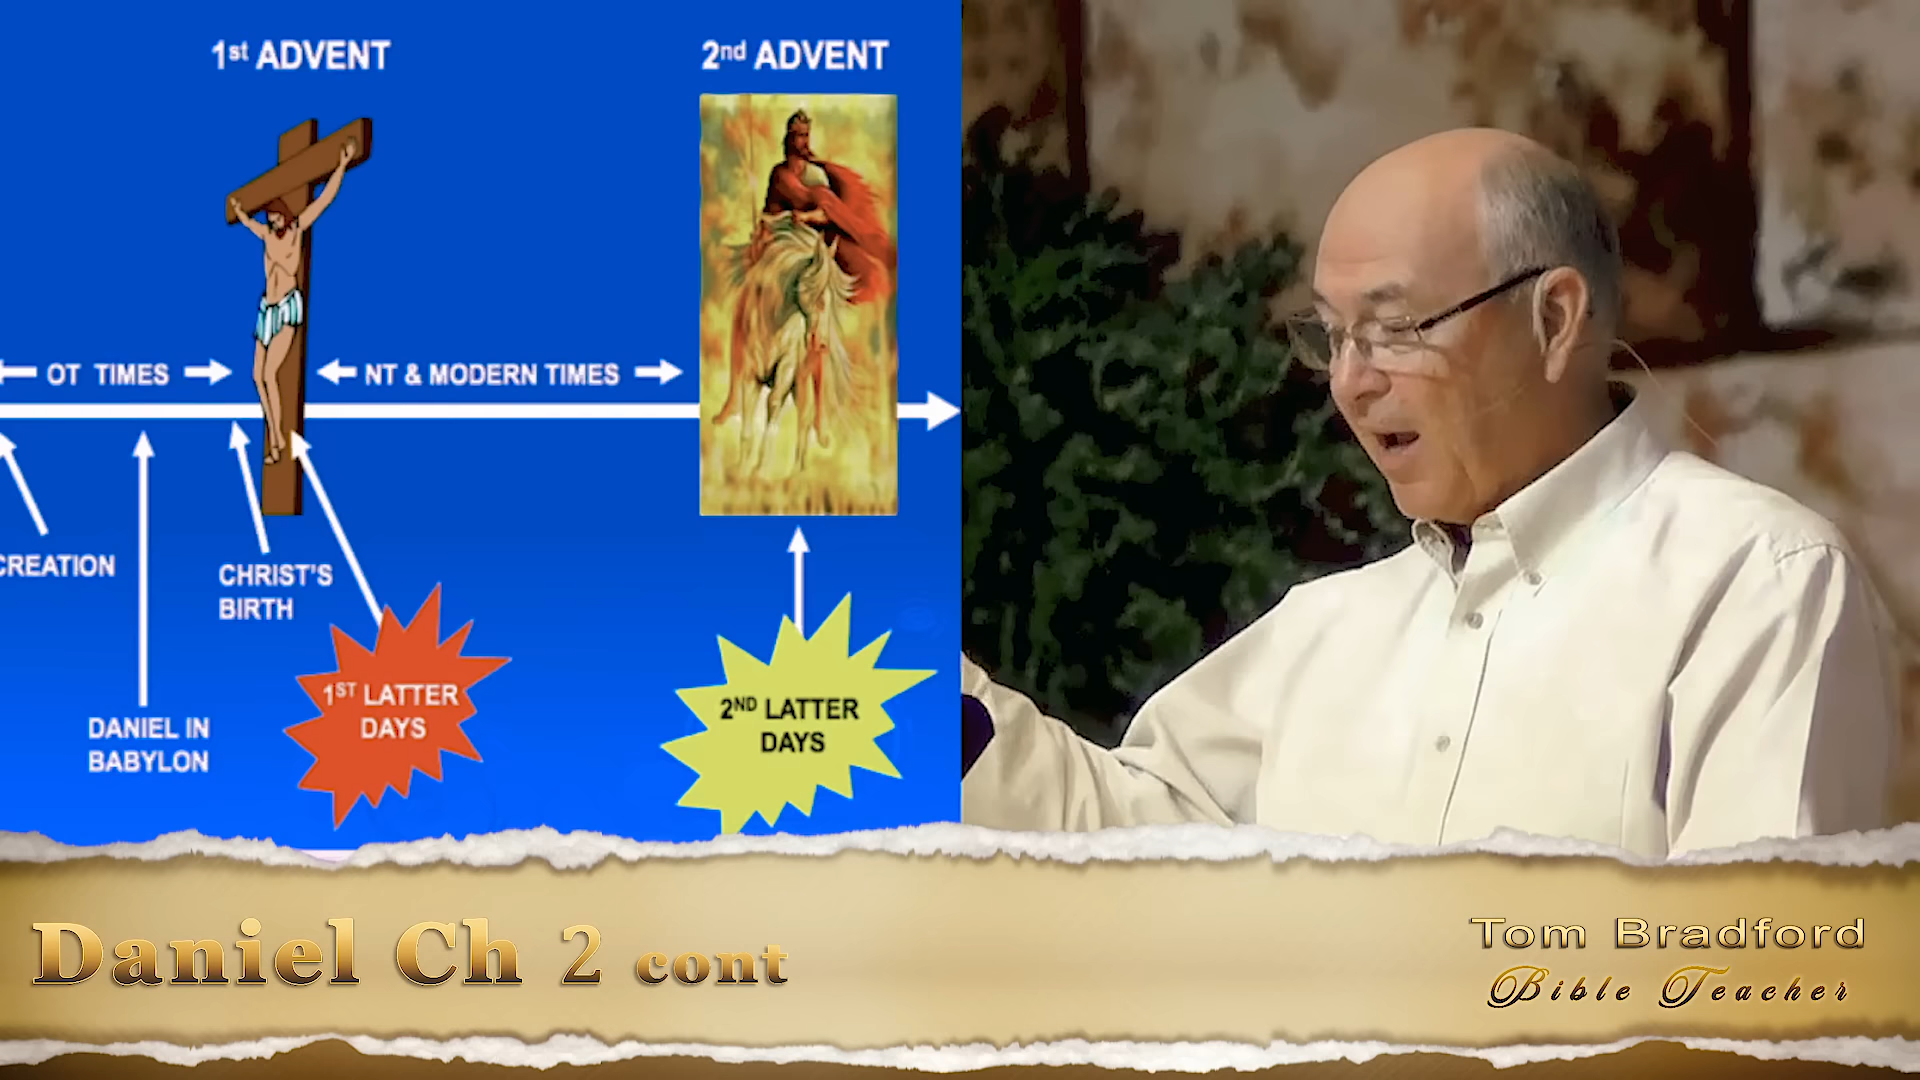 1st ADVENT
2nd ADVENT
OT TIMES
NT & MODERN TIMES
CREATION
CHRIST'S
BIRTH
DANIEL IN
BABYLON
1ST LATTER
DAYS
2ND LATTER
DAYS
Daniel Ch 2 cont
Tom Bradford
Bible Teacher